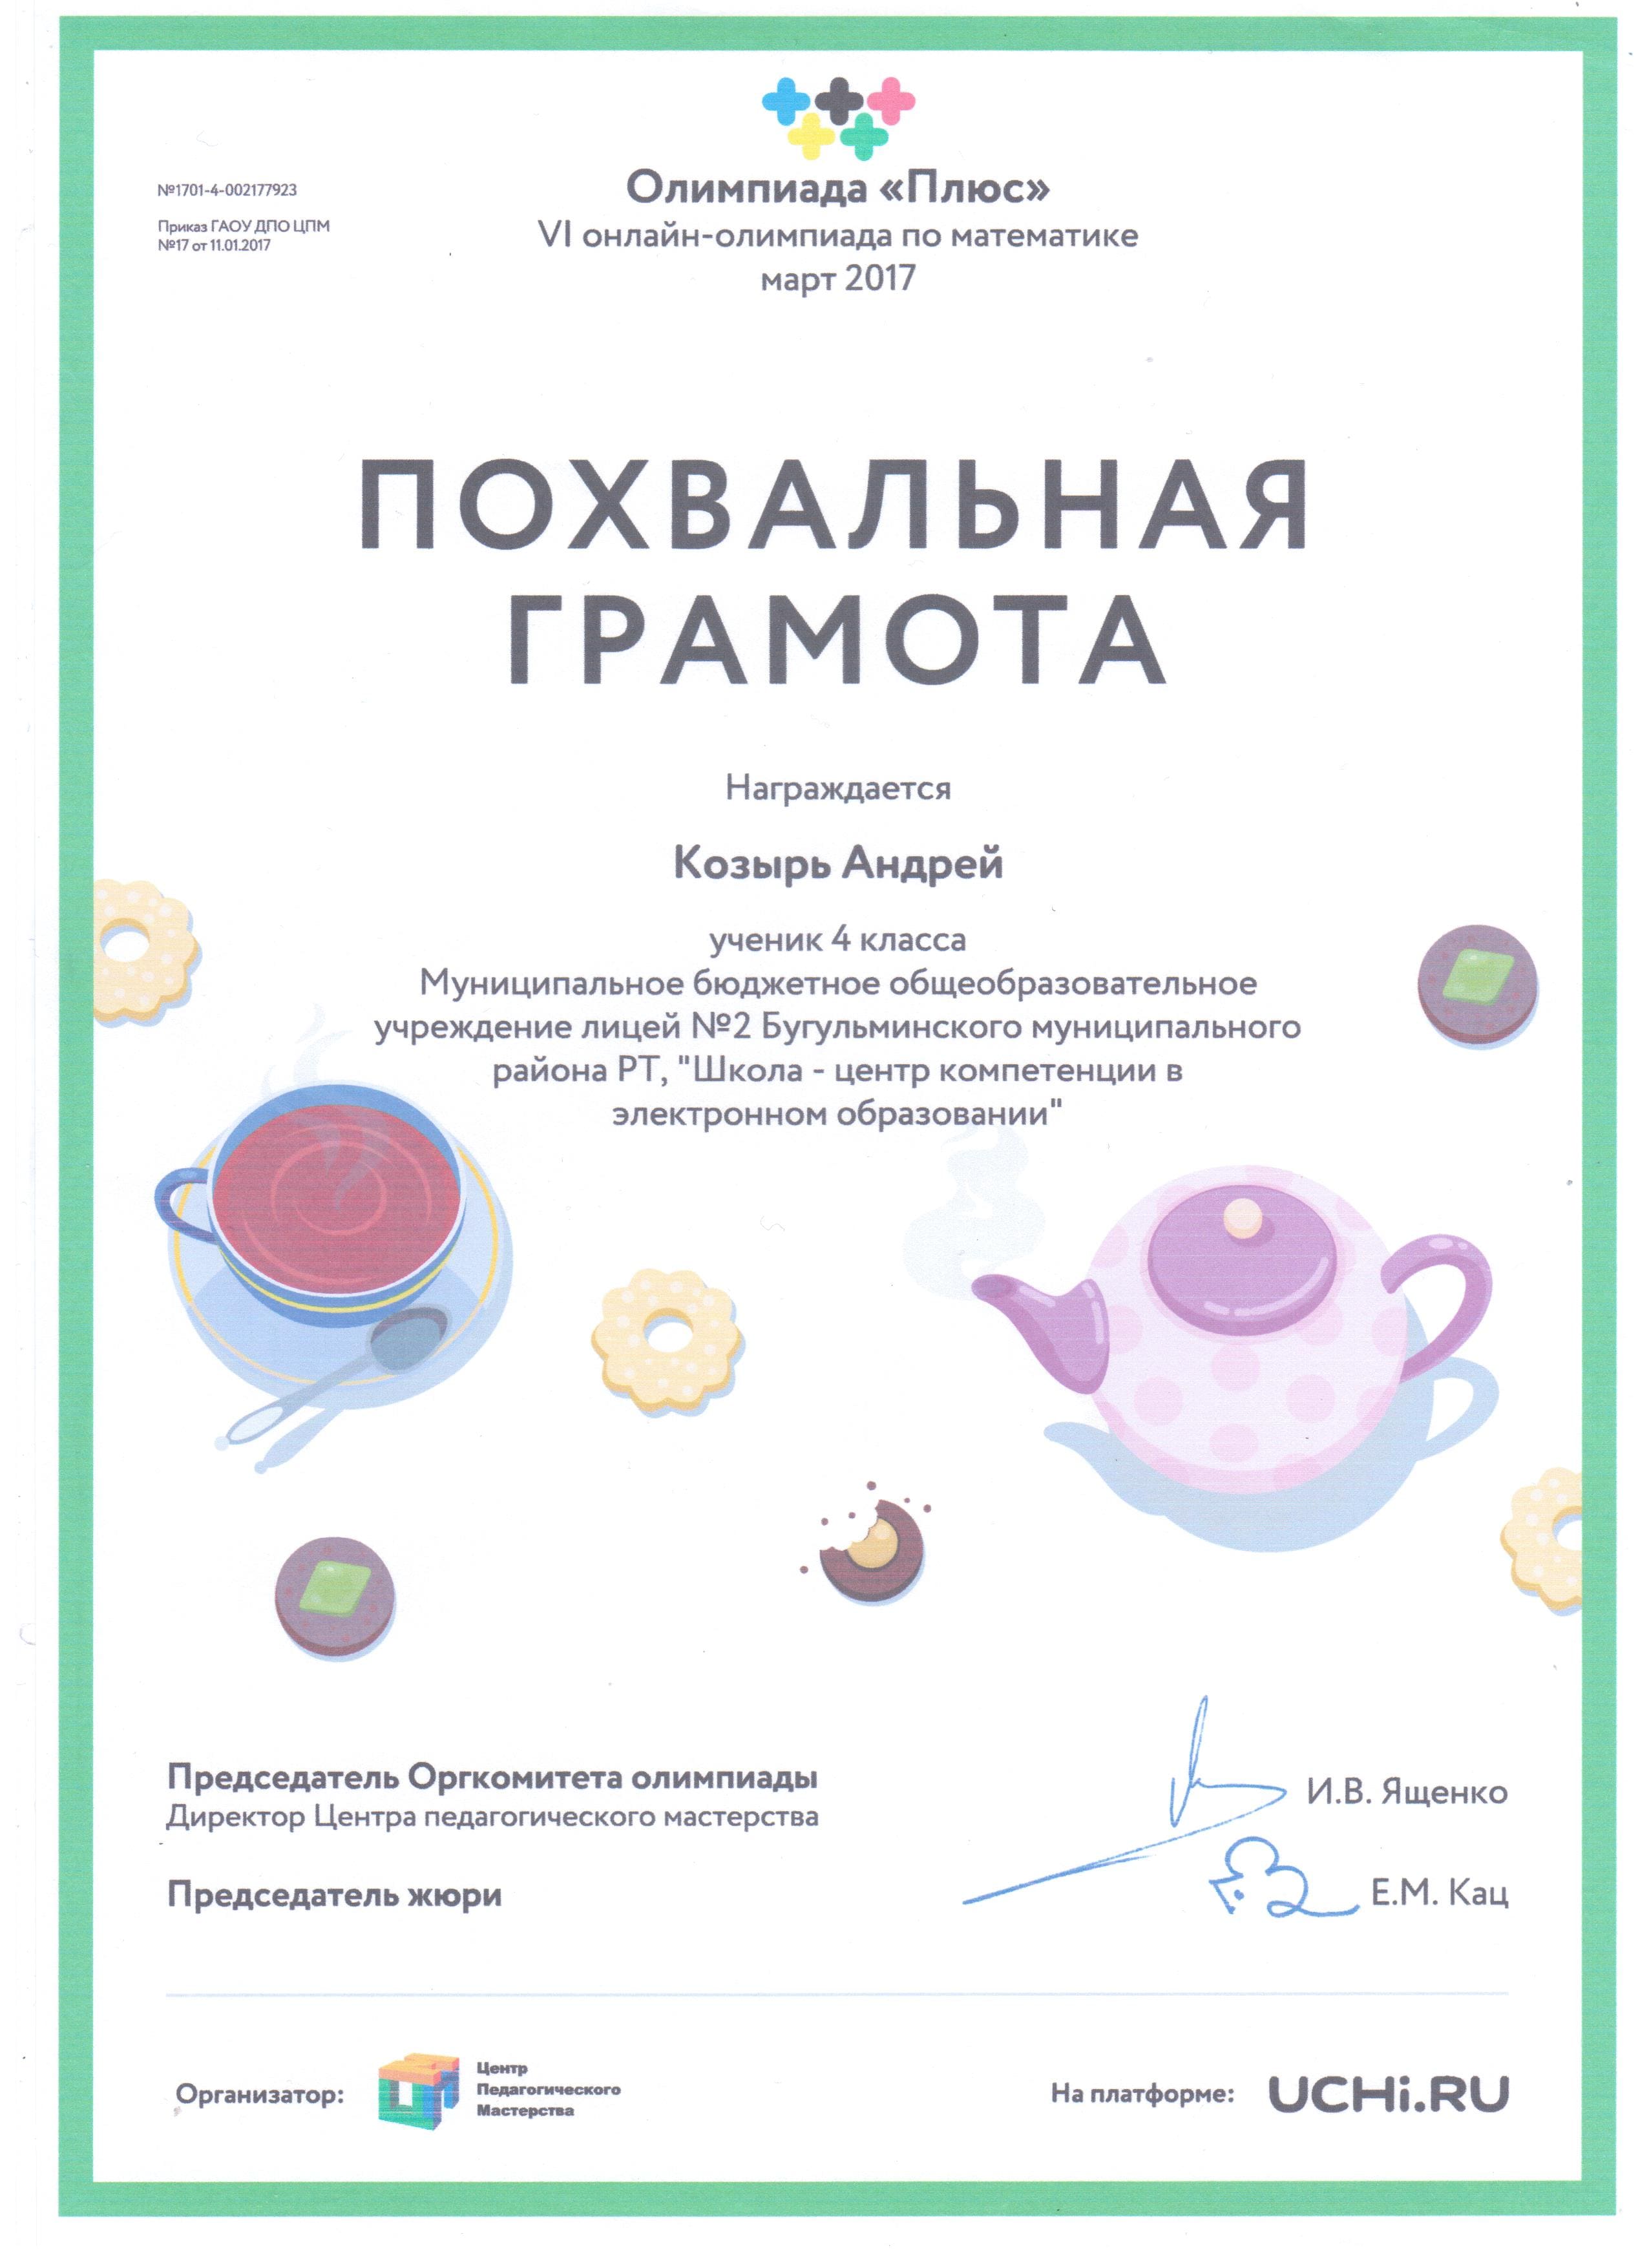 №1701-4-002177923
Приказ ГАОУ ДПО ЦПМ
№17 от 11.01.2017
Олимпиада «Плюс»
VI онлайн-олимпиада по математике
март 2017
ПОХВАЛЬНАЯ
ГРАМОТА
Награждается
Козырь Андрей
ученик 4 класса
Муниципальное бюджетное общеобразовательное
учреждение лицей №2 Бугульминского муниципального
района РТ, "Школа - центр компетенции в
электронном образовании"
Председатель Оргкомитета олимпиады
Директор Центра педагогического мастерства
И.В. Ященко
Председатель жюри
Е.М. Кац
Организатор:
Центр
Педагогического
Мастерства
На платформе:
UCHi.RU